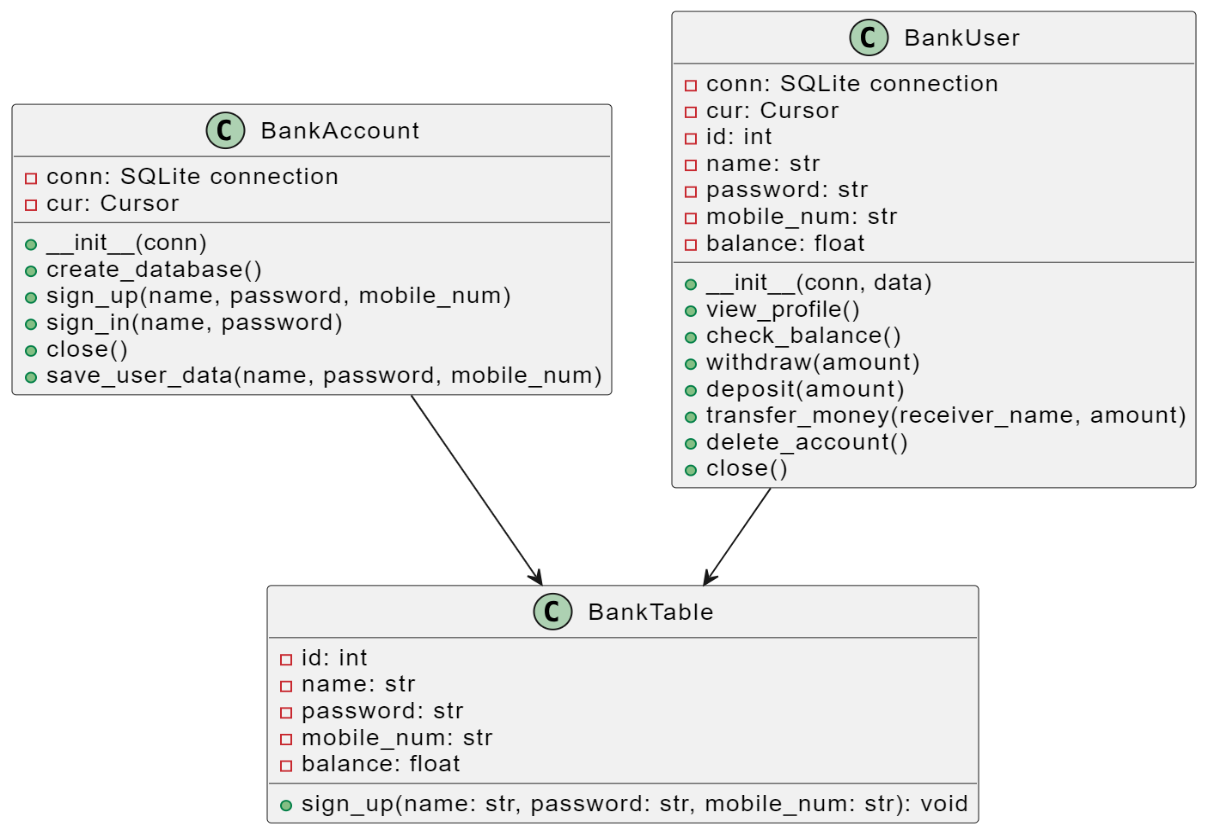 C BankAccount
conn: SQLite connection
cur: Cursor
__init__(conn)
create_database()
sign_up(name, password, mobile_num)
sign_in(name, password)
close()
save_user_data(name, password, mobile_num)
C BankUser
conn: SQLite connection
cur: Cursor
id: int
name: str
password: str
mobile_num: str
balance: float
__init__(conn, data)
view_profile()
check_balance()
withdraw(amount)
deposit(amount)
transfer_money(receiver_name, amount)
delete_account()
close()
C BankTable
id: int
name: str
password: str
mobile_num: str
balance: float
sign_up(name: str, password: str, mobile_num: str): void